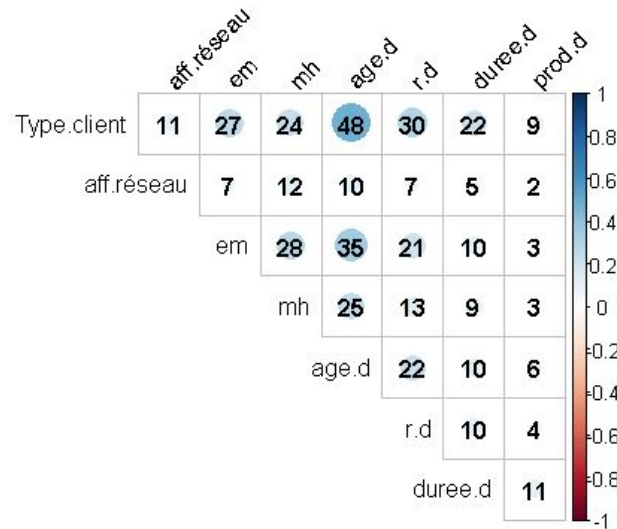 aff.réseau em mh age.d r.d duree.d prod.d
Type.client 11 27 24 48 30 22 9
aff.réseau 7 12 10 7 5 2
em 28 35 21 10 3
mh 25 13 9 3
age.d 22 10 6
r.d 10 4
duree.d 11
1
0.8
0.6
0.4
0.2
0
-0.2
-0.4
-0.6
-0.8
-1